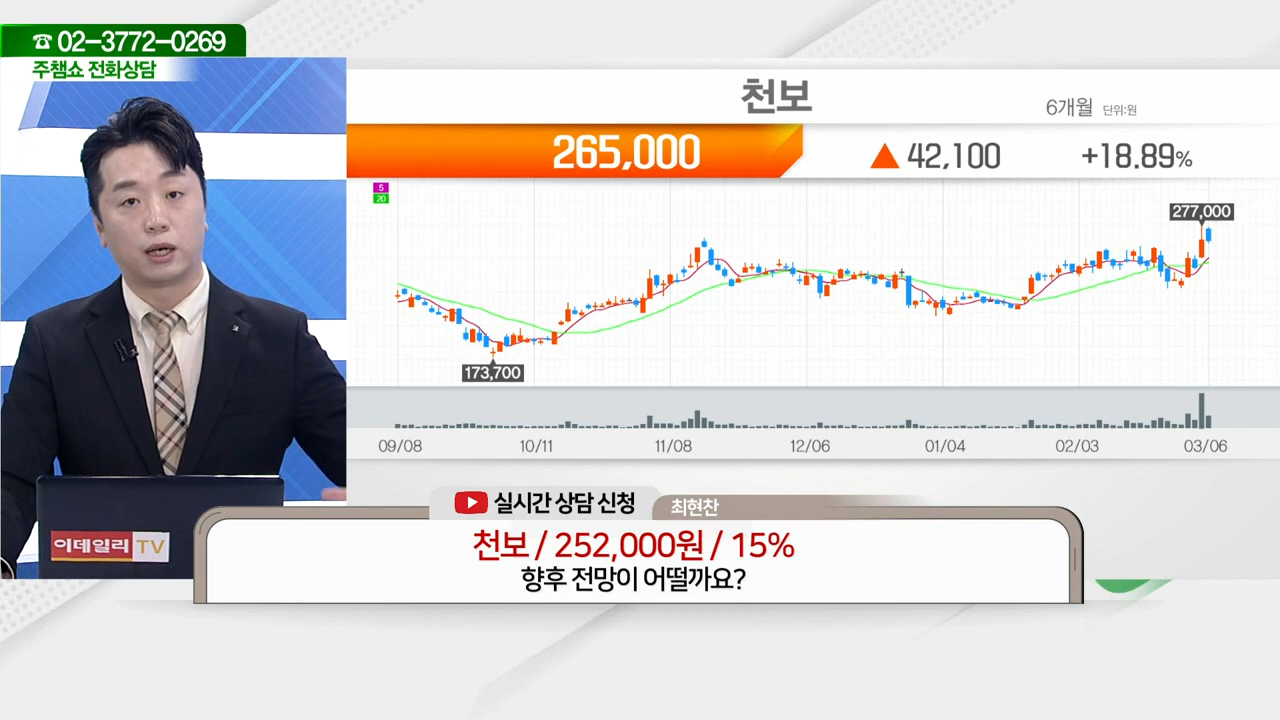 ☎ 02-3772-0269
주챔쇼 전화상담
천보
6개월 단위:원
265,000 ▲ 42,100 +18.89%
5
20
277,000
173,700
09/08 10/11 11/08 12/06 01/04 02/03 03/06
실시간 상담 신청 최현찬
천보 / 252,000원 / 15%
향후 전망이 어떨까요?
이데일리 TV